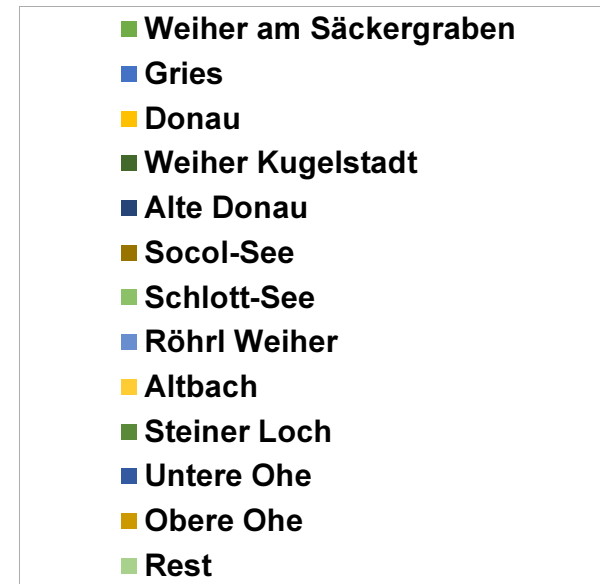 Weiher am Säckergraben
Gries
Donau
Weiher Kugelstadt
Alte Donau
Socol-See
Schlott-See
Röhrl Weiher
Altbach
Steiner Loch
Untere Ohe
Obere Ohe
Rest